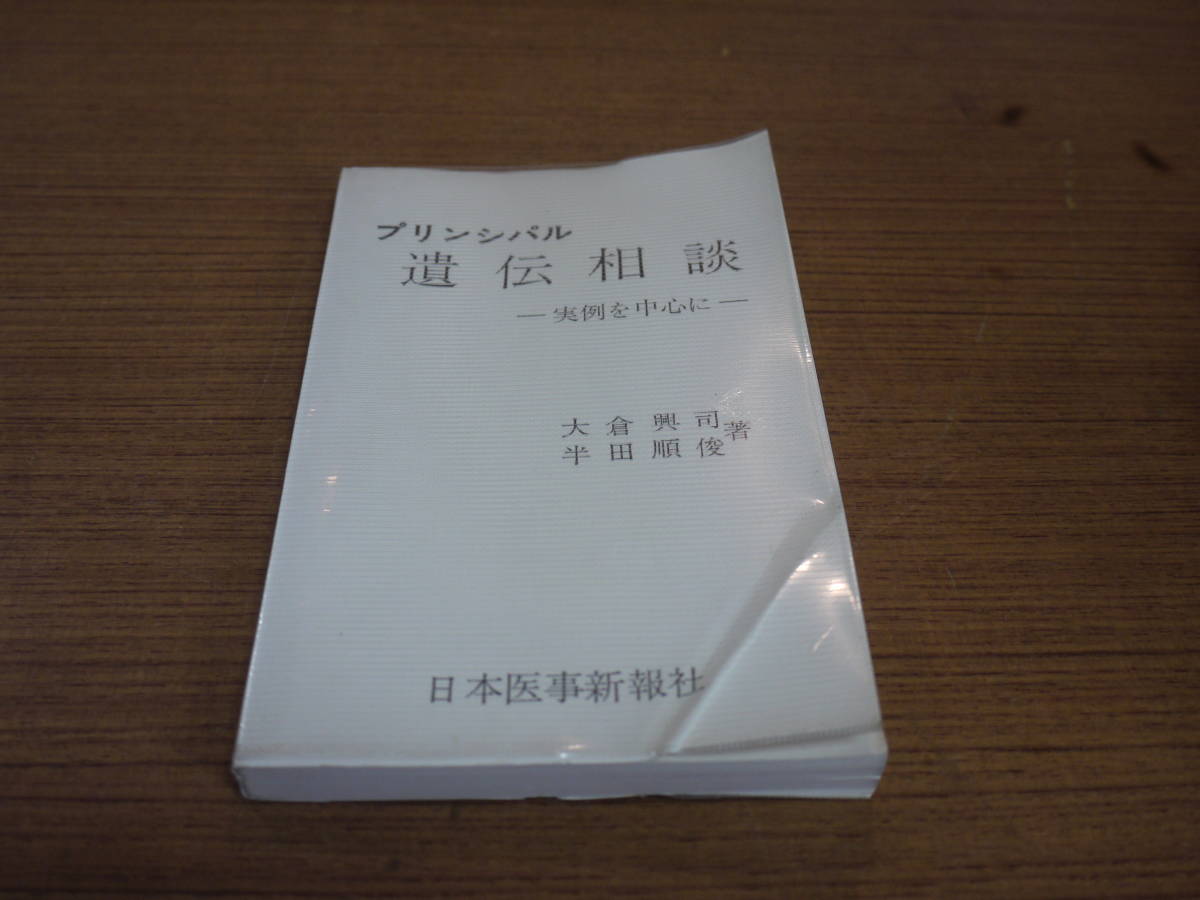 プリンシパル
遺伝相談
―実例を中心に―
大倉興司
半田順俊
著
日本医事新報社